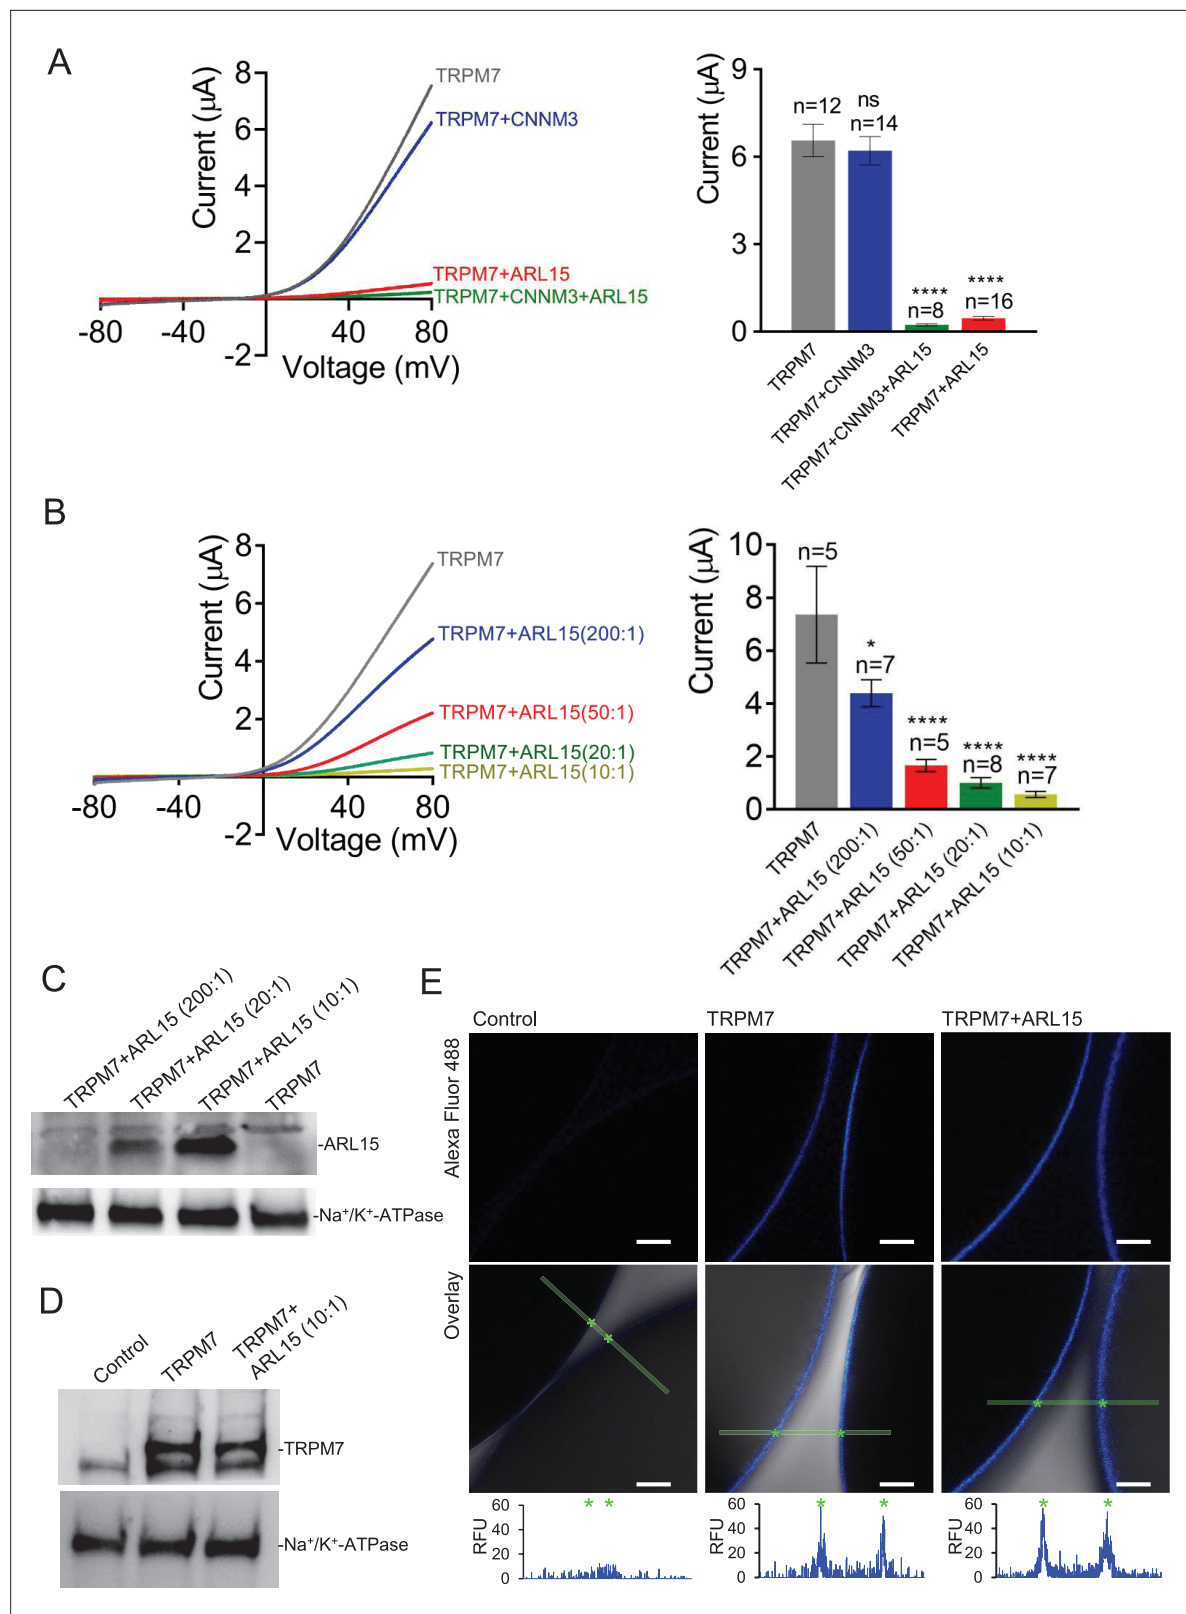 A
Current (µA)
8
6
4
2
-2
-80
-40
40
80
Voltage (mV)
TRPM7
TRPM7+CNNM3
TRPM7+ARL15
TRPM7+CNNM3+ARL15
Current (µA)
9
6
3
0
n=12
ns
n=14
****
n=8
****
n=16
TRPM7
TRPM7+CNNM3
TRPM7+CNNM3+ARL15
TRPM7+ARL15
B
Current (µA)
8
6
4
2
-2
-80
-40
40
80
Voltage (mV)
TRPM7
TRPM7+ARL15(200:1)
TRPM7+ARL15(50:1)
TRPM7+ARL15(20:1)
TRPM7+ARL15(10:1)
Current (µA)
10
8
6
4
2
0
n=5
*
n=7
****
n=5
****
n=8
****
n=7
TRPM7
TRPM7+ARL15 (200:1)
TRPM7+ARL15 (50:1)
TRPM7+ARL15 (20:1)
TRPM7+ARL15 (10:1)
C
TRPM7+ARL15 (200:1)
TRPM7+ARL15 (20:1)
TRPM7+ARL15 (10:1)
TRPM7
-ARL15
-Na⁺/K⁺-ATPase
D
Control
TRPM7
TRPM7+
ARL15 (10:1)
-TRPM7
-Na⁺/K⁺-ATPase
E
Control
TRPM7
TRPM7+ARL15
Alexa Fluor 488
Overlay
* *
* *
* *
RFU
60
40
20
0
* *
RFU
60
40
20
0
* *
RFU
60
40
20
0
* *